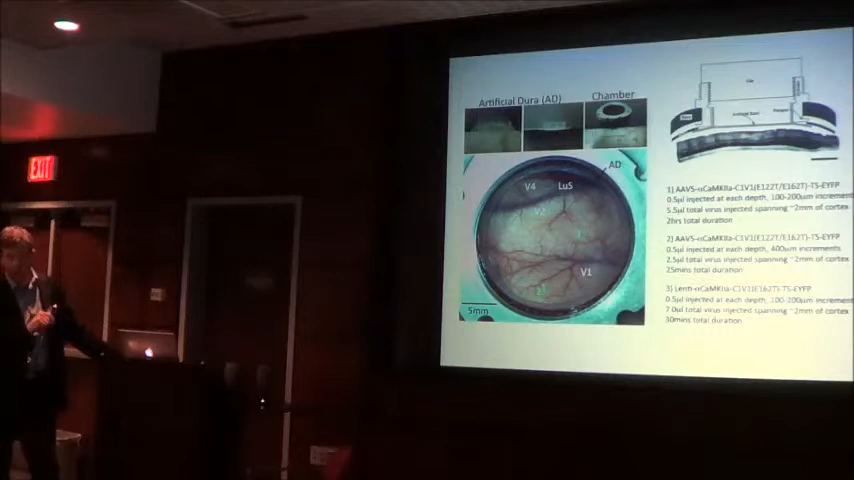 EXIT
Artificial Dura (AD)
Chamber
AD
V4
LuS
V2
V1
5mm
1) AAV5-αCaMKIIa-C1V1(E122T/E162T)-TS-EYFP
0.5μl injected at each depth, 100-200μm increments
5.5μl total virus injected spanning ~2mm of cortex
2hrs total duration
2) AAV5-αCaMKIIa-C1V1(E122T/E162T)-TS-EYFP
0.5μl injected at each depth, 400μm increments
2.5μl total virus injected spanning ~2mm of cortex
25mins total duration
3) Lenti-αCaMKIIa-C1V1(E162T)-TS-EYFP
0.5μl injected at each depth, 100-200μm increment
7.0μl total virus injected spanning ~2mm of cortex
30mins total duration